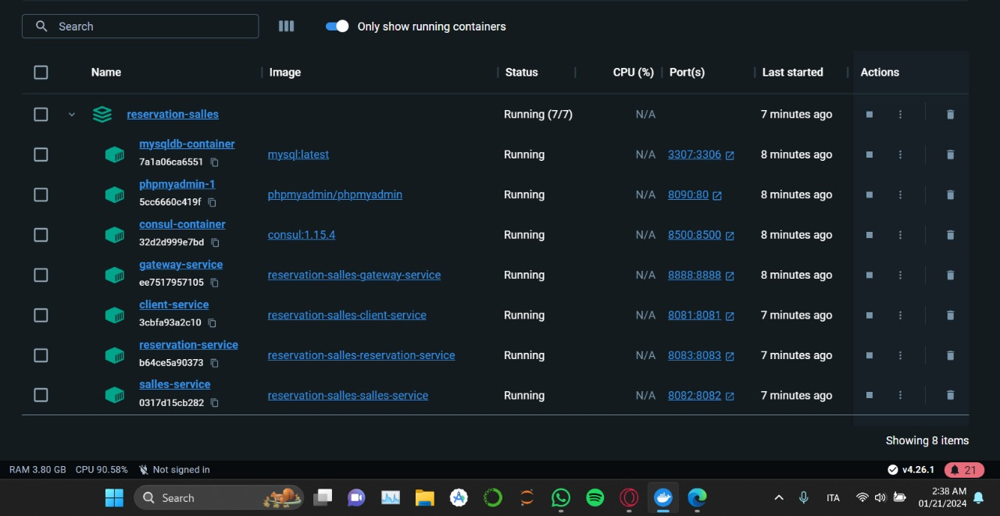 Search
Only show running containers
Name Image Status CPU (%) Port(s) Last started Actions
reservation-salles Running (7/7) N/A 7 minutes ago
mysqldb-container
7a1a06ca6551 mysql:latest Running N/A 3307:3306 8 minutes ago
phpmyadmin-1
5cc6660c419f phpmyadmin/phpmyadmin Running N/A 8090:80 8 minutes ago
consul-container
32d2d999e7bd consul:1.15.4 Running N/A 8500:8500 8 minutes ago
gateway-service
ee7517957105 reservation-salles-gateway-service Running N/A 8888:8888 8 minutes ago
client-service
3cbfa93a2c10 reservation-salles-client-service Running N/A 8081:8081 7 minutes ago
reservation-service
b64ce5a90373 reservation-salles-reservation-service Running N/A 8083:8083 7 minutes ago
salles-service
0317d15cb282 reservation-salles-salles-service Running N/A 8082:8082 7 minutes ago
Showing 8 items
RAM 3.80 GB CPU 90.58% Not signed in v4.26.1 21
Search ITA 2:38 AM
01/21/2024